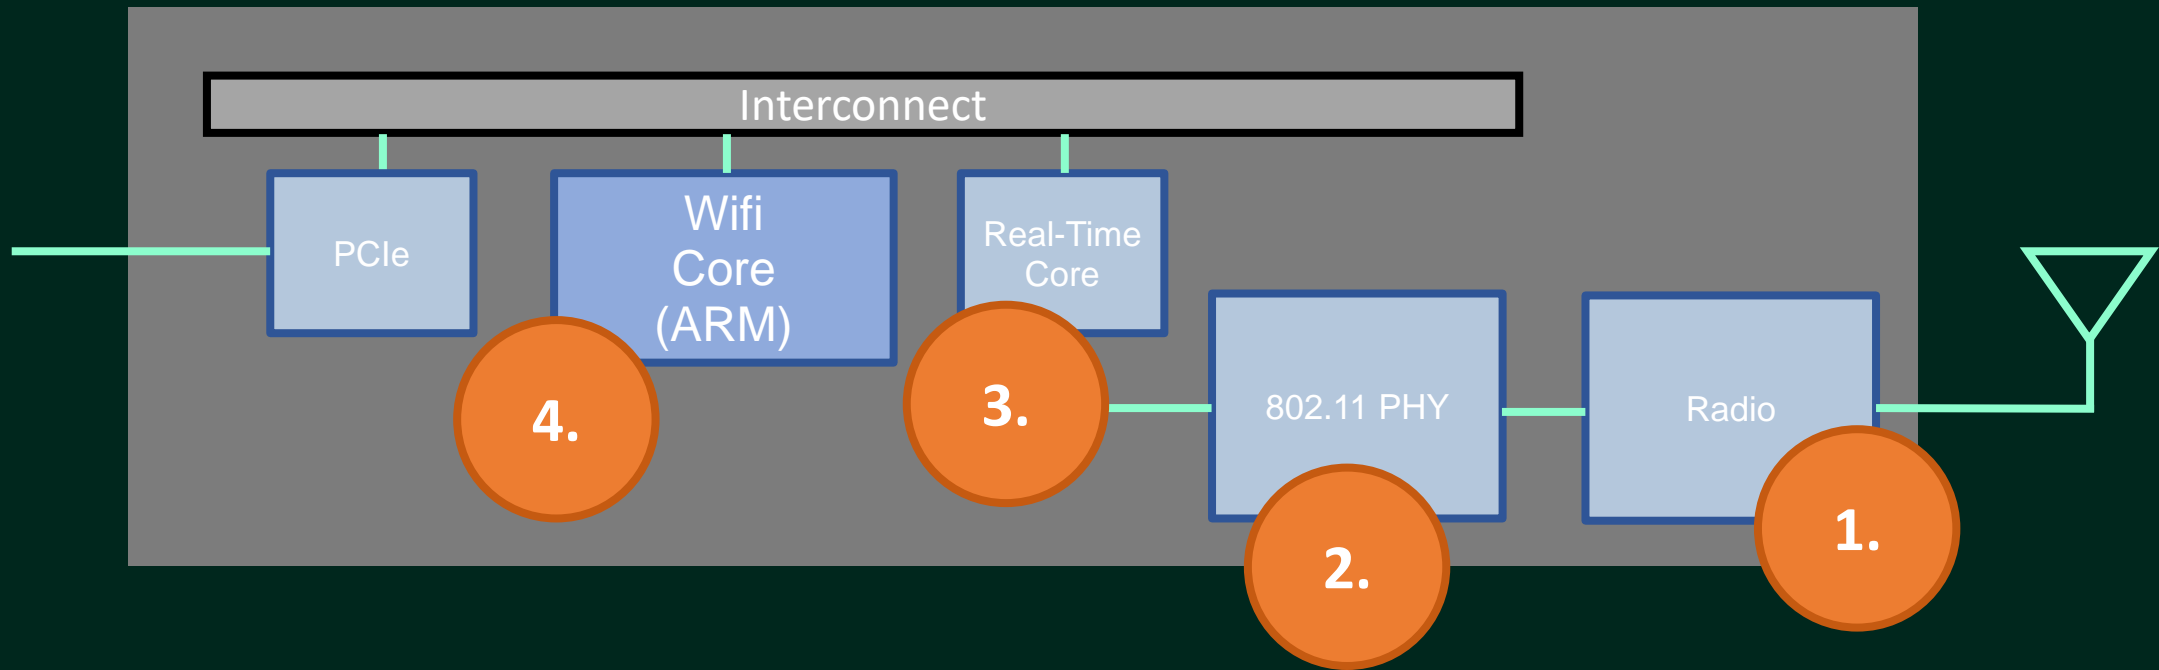 Interconnect
PCIe
Wifi
Core
(ARM)
Real-Time
Core
802.11 PHY
Radio
4.
3.
2.
1.